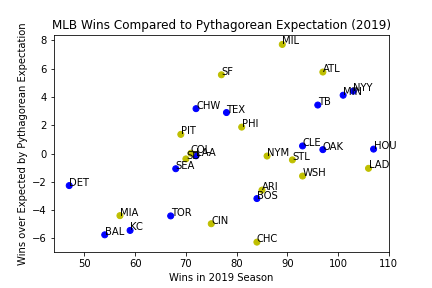 MLB Wins Compared to Pythagorean Expectation (2019)
Wins over Expected by Pythagorean Expectation
8
6
4
2
0
−2
−4
−6
MIL
SF
ATL
NYY
MIN
TB
CHW
TEX
PHI
PIT
COL
LAA
SEA
NYM
CLE
OAK
HOU
STL
LAD
WSH
DET
ARI
BOS
MIA
TOR
CIN
BAL
KC
CHC
50
60
70
80
90
100
110
Wins in 2019 Season